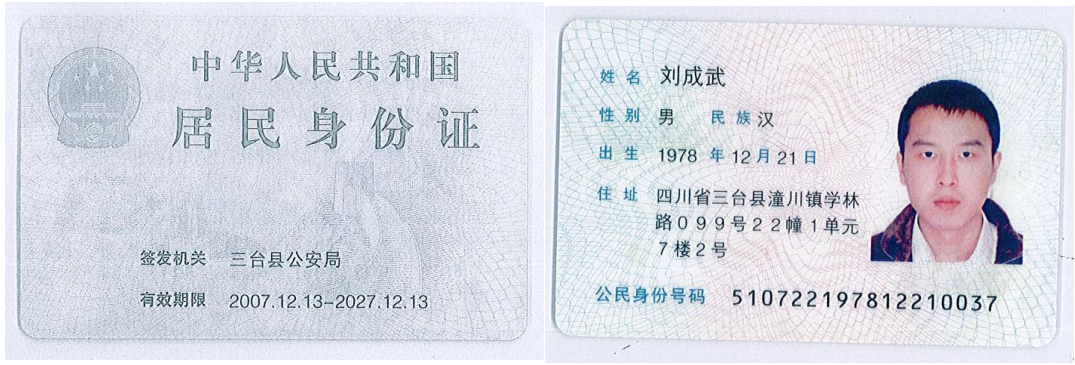 中华人民共和国
居民身份证
签发机关 三台县公安局
有效期限 2007.12.13-2027.12.13
姓名 刘成武
性别 男 民族 汉
出生 1978 年 12 月 21 日
住址 四川省三台县潼川镇学林
路099号22幢1单元
7楼2号
公民身份号码 510722197812210037